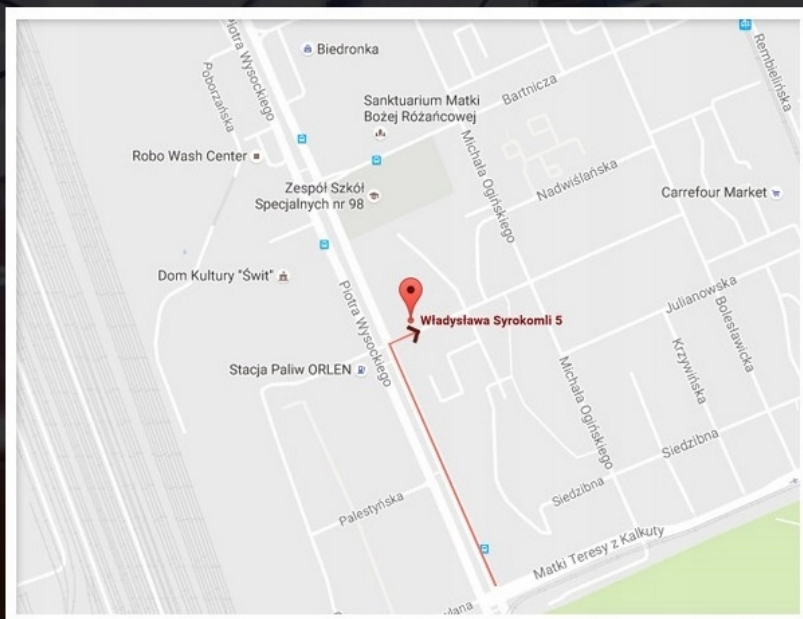 Piotra Wysockiego
Biedronka
Poborzańska
Rembielińska
Sanktuarium Matki
Bożej Różańcowej
Bartnicza
Robo Wash Center
Michała Ogińskiego
Zespół Szkół
Specjalnych nr 98
Nadwiślańska
Carrefour Market
Dom Kultury "Świt"
Piotra Wysockiego
Władysława Syrokomli 5
Julianowska
Bolesławicka
Krzywińska
Stacja Paliw ORLEN
Michała Ogińskiego
Siedzibna
Siedzibna
Palestyńska
Matki Teresy z Kalkuty